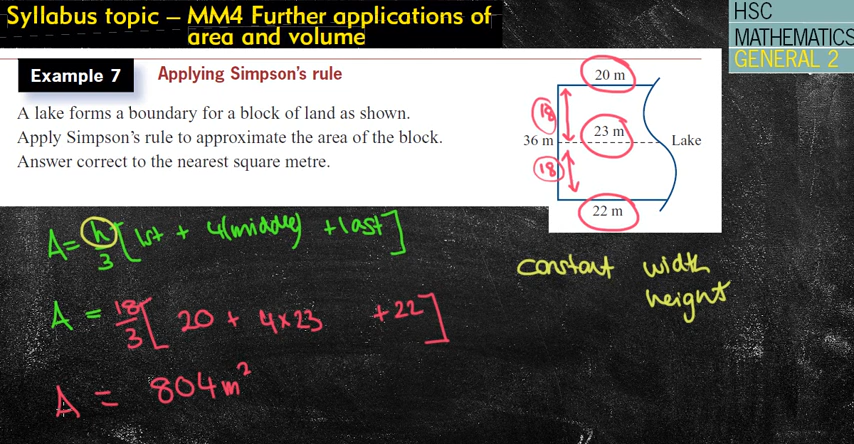 Syllabus topic – MM4 Further applications of
area and volume
HSC
MATHEMATICS
GENERAL 2
Example 7 Applying Simpson's rule
A lake forms a boundary for a block of land as shown.
Apply Simpson's rule to approximate the area of the block.
Answer correct to the nearest square metre.
20 m
18
23 m
36 m
Lake
18
22 m
A = h/3 [1st + 4(middle) + last]
constant width
height
A = 18/3 [20 + 4×23 + 22]
A = 804 m²